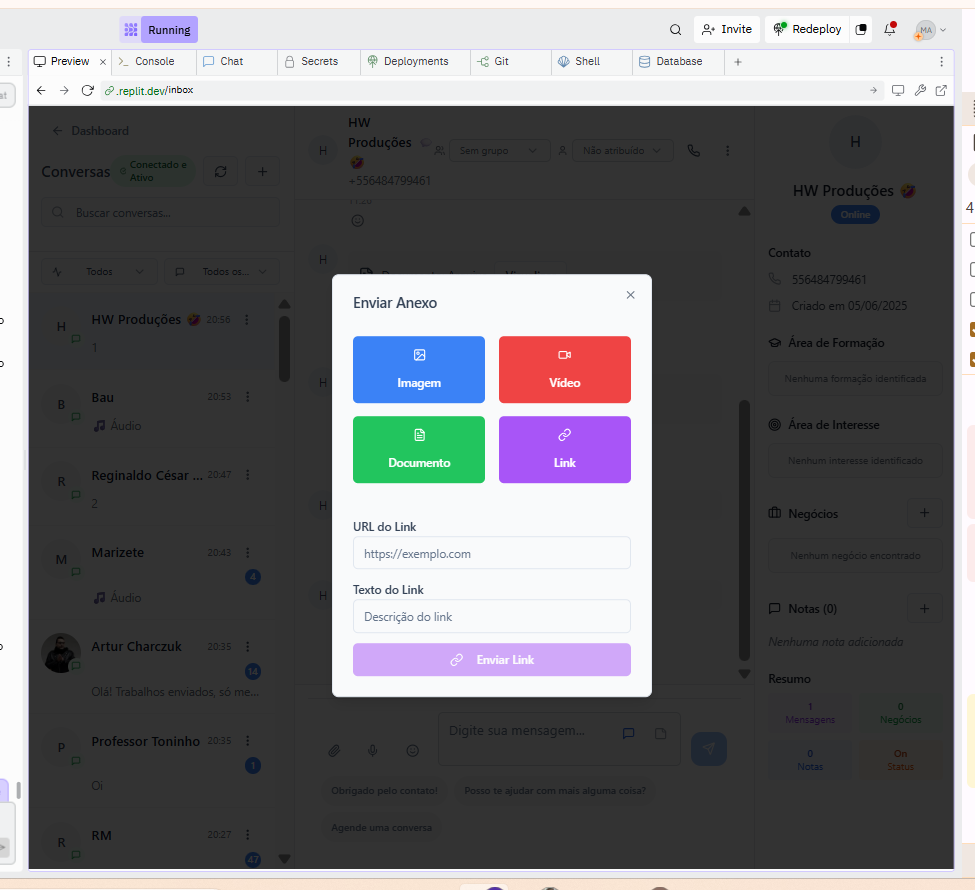 Running
Invite
Redeploy
MA
Preview
Console
Chat
Secrets
Deployments
Git
Shell
Database
.replit.dev/inbox
Dashboard
Conversas
Conectado e
Ativo
Buscar conversas...
Todos
Todos os...
H
HW Produções
20:56
1
B
Bau
20:53
Áudio
R
Reginaldo César ...
20:47
2
M
Marizete
20:43
4
Áudio
Artur Charczuk
20:35
14
Olá! Trabalhos enviados, só me...
P
Professor Toninho
20:35
1
Oi
R
RM
20:27
47
H
HW
Produções
+556484799461
Sem grupo
Não atribuído
H
H
H
H
Enviar Anexo
Imagem
Vídeo
Documento
Link
URL do Link
https://exemplo.com
Texto do Link
Descrição do link
Enviar Link
Digite sua mensagem...
Obrigado pelo contato!
Posso te ajudar com mais alguma coisa?
Agende uma conversa
H
HW Produções
Online
Contato
556484799461
Criado em 05/06/2025
Área de Formação
Nenhuma formação identificada
Área de Interesse
Nenhum interesse identificado
Negócios
Nenhum negócio encontrado
Notas (0)
Nenhuma nota adicionada
Resumo
1
Mensagens
0
Negócios
0
Notas
On
Status